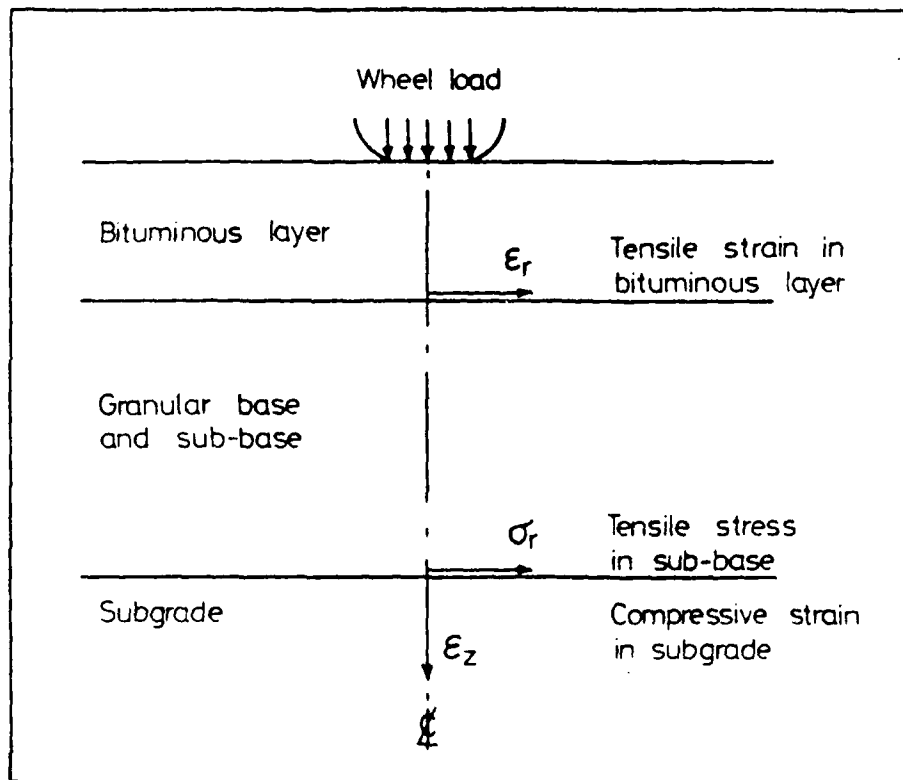 Wheel load
Bituminous layer
εr
Tensile strain in
bituminous layer
Granular base
and sub-base
σr
Tensile stress
in sub-base
Subgrade
εz
Compressive strain
in subgrade
℄